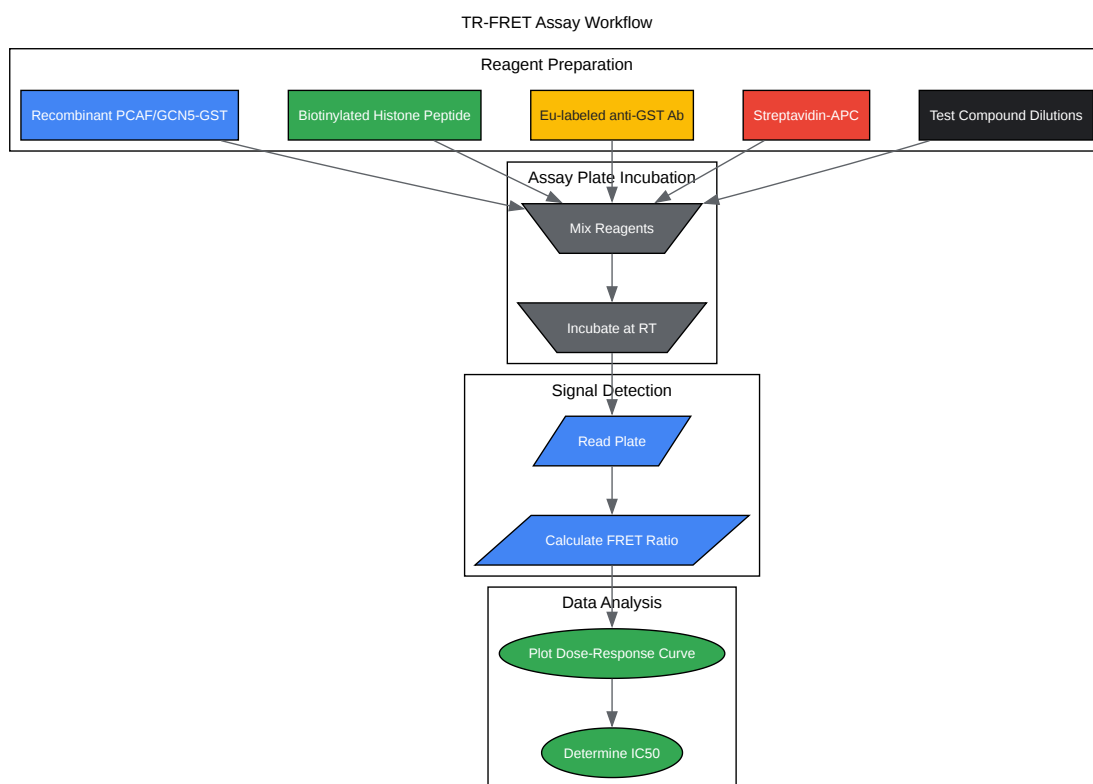 TR-FRET Assay Workflow
Reagent Preparation
Recombinant PCAF/GCN5-GST
Biotinylated Histone Peptide
Eu-labeled anti-GST Ab
Streptavidin-APC
Test Compound Dilutions
Assay Plate Incubation
Mix Reagents
Incubate at RT
Signal Detection
Read Plate
Calculate FRET Ratio
Data Analysis
Plot Dose-Response Curve
Determine IC50